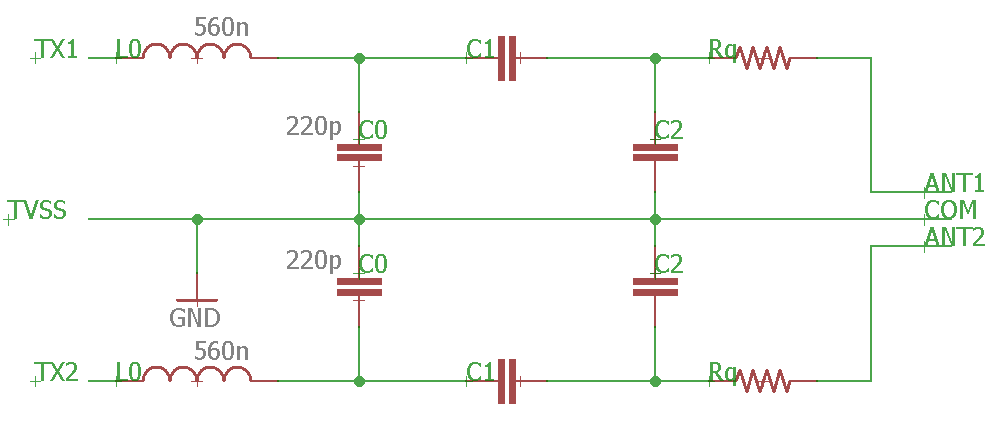 560n
TX1 L0 C1 Rq
220p C0 C2
ANT1
TVSS COM
ANT2
220p C0 C2
GND
560n
TX2 L0 C1 Rq